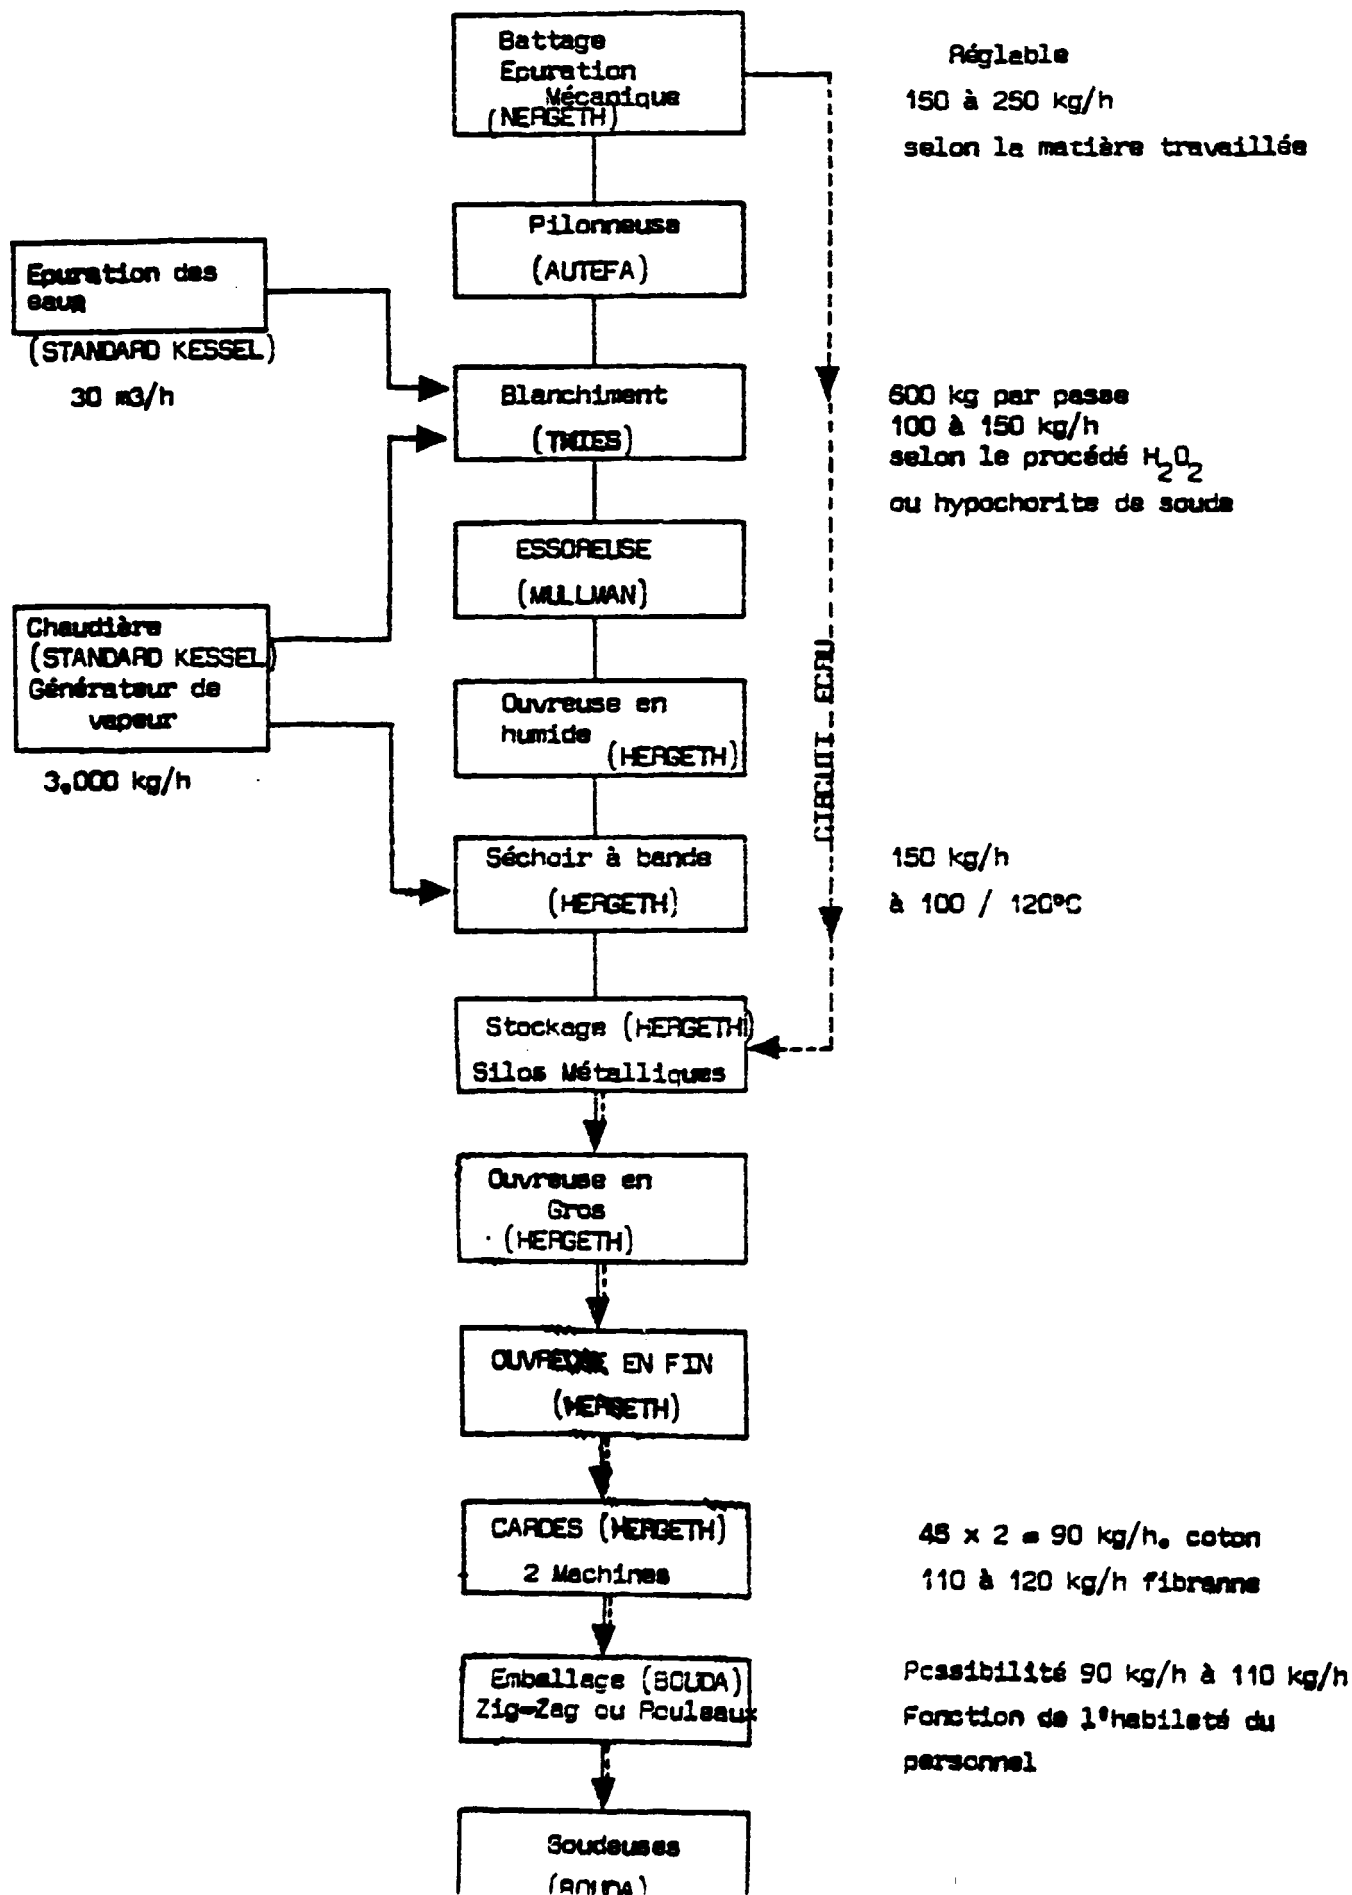 Battage
Epuration
Mécanique
(NERGETH)
Réglable
150 à 250 kg/h
selon la matière travaillée
Pilonneuse
(AUTEFA)
Epuration des
eaux
(STANDARD KESSEL)
30 m3/h
Blanchiment
(THIES)
600 kg par passe
100 à 150 kg/h
selon le procédé H2O2
ou hypochorite de soude
ESSOREUSE
(MULLMAN)
Chaudière
(STANDARD KESSEL)
Générateur de
vapeur
3.000 kg/h
Ouvreuse en
humide
(HERGETH)
CIRCUIT ECRU
Séchoir à bande
(HERGETH)
150 kg/h
à 100 / 120°C
Stockage (HERGETH)
Silos Métalliques
Ouvreuse en
Gros
(HERGETH)
OUVREUSE EN FIN
(HERGETH)
CARDES (HERGETH)
2 Machines
45 x 2 = 90 kg/h. coton
110 à 120 kg/h fibranne
Emballage (BOUDA)
Zig-Zag ou Rouleaux
Possibilité 90 kg/h à 110 kg/h
Fonction de l'habileté du
personnel
Soudeuses
(BOUDA)